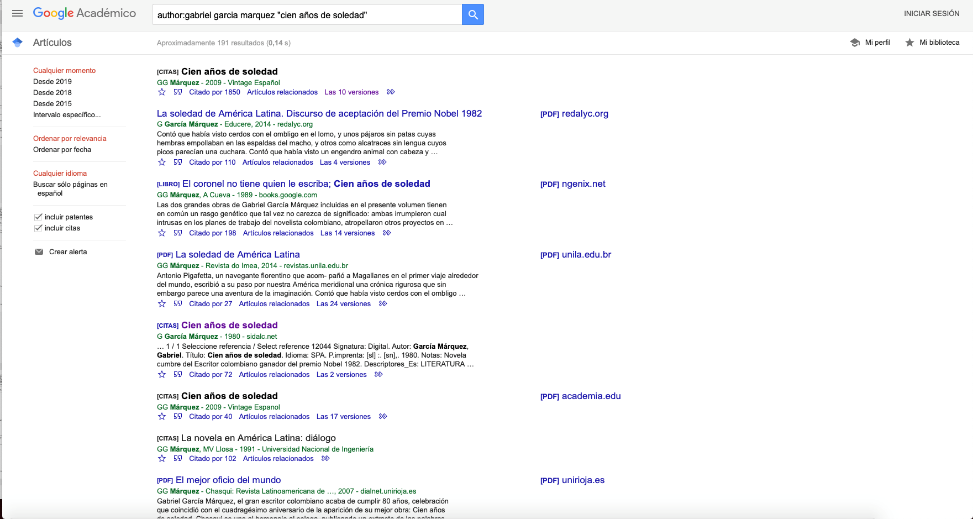 Google Académico
author:gabriel garcia marquez "cien años de soledad"
INICIAR SESIÓN
Artículos
Aproximadamente 191 resultados (0,14 s)
Mi perfil
Mi biblioteca
Cualquier momento
Desde 2019
Desde 2018
Desde 2015
Intervalo específico...
Ordenar por relevancia
Ordenar por fecha
Cualquier idioma
Buscar sólo páginas en
español
incluir patentes
incluir citas
Crear alerta
[CITAS] Cien años de soledad
GG Márquez - 2009 - Vintage Español
Citado por 1850 Artículos relacionados Las 10 versiones
La soledad de América Latina. Discurso de aceptación del Premio Nobel 1982
[PDF] redalyc.org
G García Márquez - Educere, 2014 - redalyc.org
Contó que había visto cerdos con el ombligo en el lomo, y unos pájaros sin patas cuyas
hembras empollaban en las espaldas del macho, y otros como alcatraces sin lengua cuyos
picos parecían una cuchara. Contó que había visto un engendro animal con cabeza y ...
Citado por 110 Artículos relacionados Las 4 versiones
[LIBRO] El coronel no tiene quien le escriba; Cien años de soledad
[PDF] ngenix.net
GG Márquez, A Cueva - 1989 - books.google.com
Las dos grandes obras de Gabriel García Márquez incluidas en el presente volumen tienen
en común un rasgo genético que tal vez no carezca de significado: ambas irrumpieron cual
intrusas en los planes de trabajo del novelista colombiano, atropellaron otros proyectos en ...
Citado por 198 Artículos relacionados Las 14 versiones
[PDF] La soledad de América Latina
[PDF] unila.edu.br
GG Márquez - Revista do Imea, 2014 - revistas.unila.edu.br
Antonio Pigafetta, un navegante florentino que acom- pañó a Magallanes en el primer viaje alrededor
del mundo, escribió a su paso por nuestra América meridional una crónica rigurosa que sin
embargo parece una aventura de la imaginación. Contó que había visto cerdos con el ombligo ...
Citado por 27 Artículos relacionados Las 24 versiones
[CITAS] Cien años de soledad
G García Márquez - 1980 - sidalc.net
... 1 / 1 Seleccione referencia / Select reference 12044 Signatura: Digital. Autor: García Márquez,
Gabriel. Título: Cien años de soledad. Idioma: SPA. P.imprenta: [sl] :. [sn],. 1980. Notas: Novela
cumbre del Escritor colombiano ganador del premio Nobel 1982. Descriptores_Es: LITERATURA ...
Citado por 72 Artículos relacionados Las 2 versiones
[CITAS] Cien años de soledad
[PDF] academia.edu
GG Márquez - 2009 - Vintage Espanol
Citado por 40 Artículos relacionados Las 17 versiones
[CITAS] La novela en América Latina: diálogo
GG Márquez, MV Llosa - 1991 - Universidad Nacional de Ingeniería
Citado por 102 Artículos relacionados
[PDF] El mejor oficio del mundo
[PDF] unirioja.es
GG Márquez - Chasqui: Revista Latinoamericana de ..., 2007 - dialnet.unirioja.es
Gabriel García Márquez, el gran escritor colombiano acaba de cumplir 80 años, celebración
que coincidió con el cuadragésimo aniversario de la aparición de su mejor obra: Cien años